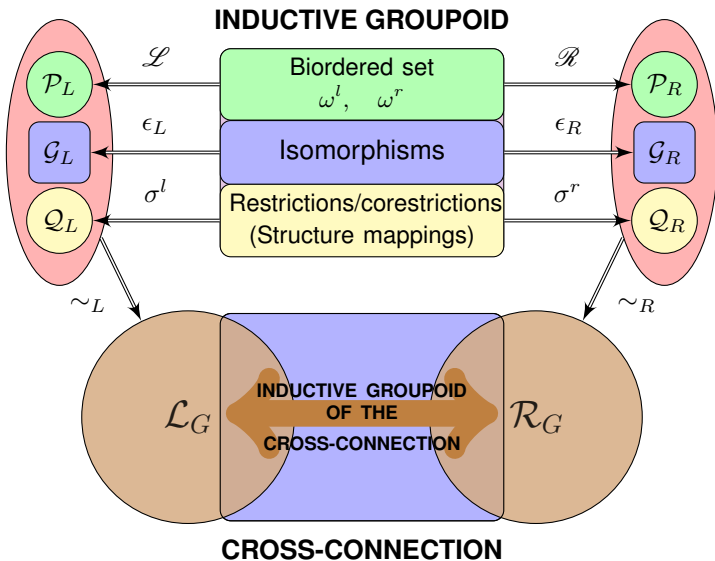 INDUCTIVE GROUPOID
ℒ
Biordered set
ℛ
𝒫_L
ω^l, ω^r
𝒫_R
ϵ_L
ϵ_R
𝒢_L
Isomorphisms
𝒢_R
σ^l
Restrictions/corestrictions
σ^r
𝒬_L
(Structure mappings)
𝒬_R
∼_L
∼_R
INDUCTIVE GROUPOID
ℒ_G
OF THE
ℛ_G
CROSS-CONNECTION
CROSS-CONNECTION